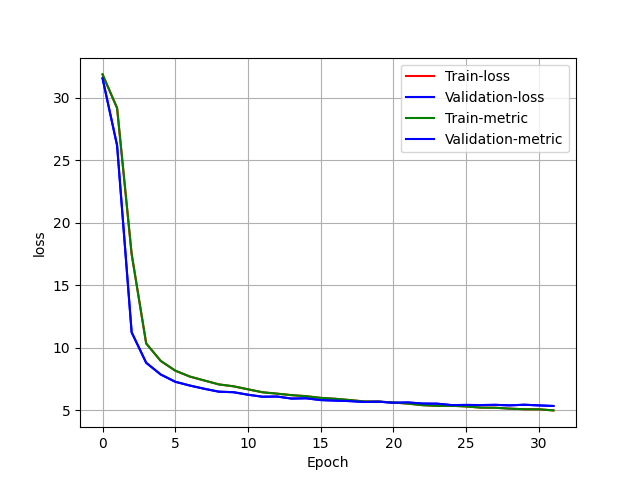 30
25
20
15
10
5
loss
0 5 10 15 20 25 30
Epoch
Train-loss
Validation-loss
Train-metric
Validation-metric